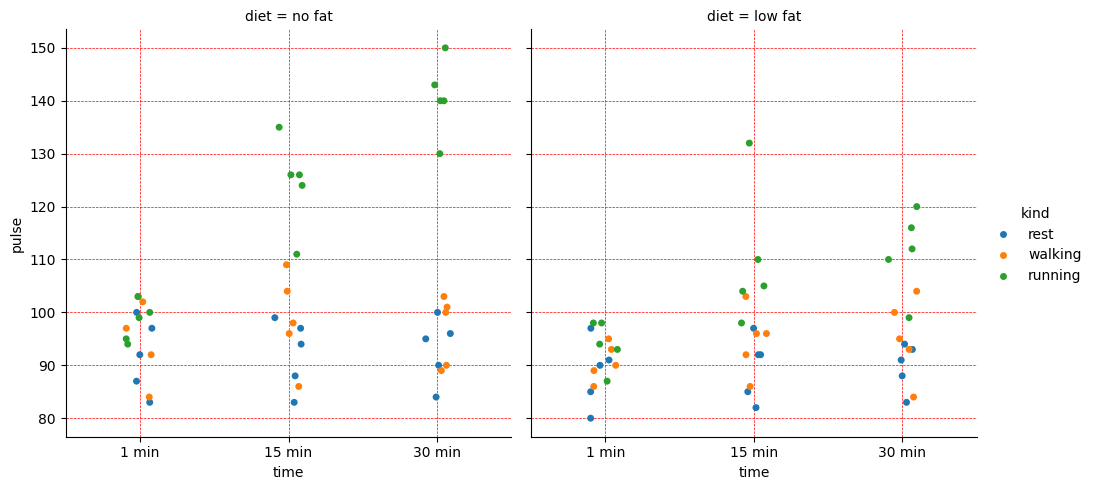 diet = no fat
diet = low fat
pulse
150
140
130
120
110
100
90
80
1 min
15 min
30 min
time
1 min
15 min
30 min
time
kind
rest
walking
running